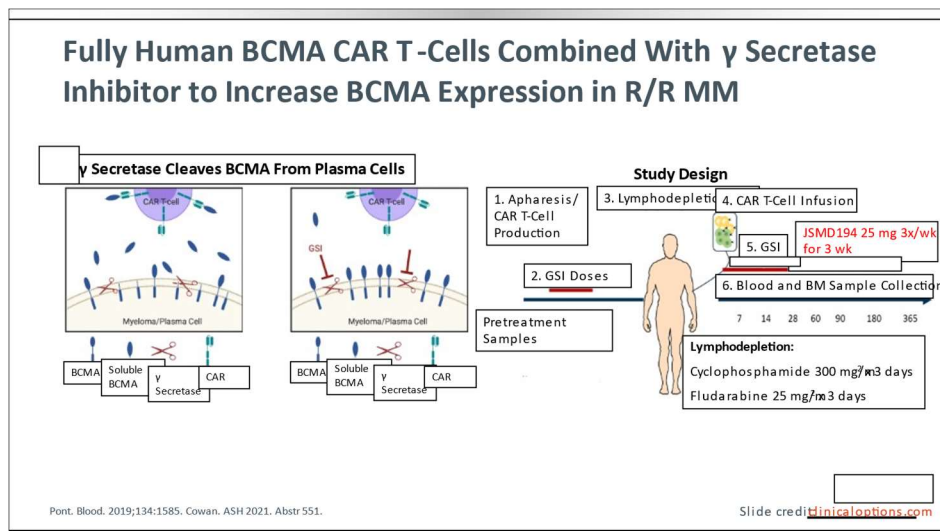 Fully Human BCMA CAR T-Cells Combined With γ Secretase
Inhibitor to Increase BCMA Expression in R/R MM
γ Secretase Cleaves BCMA From Plasma Cells
CAR T-cell
Myeloma/Plasma Cell
BCMA
Soluble
BCMA
γ
Secretase
CAR
CAR T-cell
GSI
Myeloma/Plasma Cell
BCMA
Soluble
BCMA
γ
Secretase
CAR
Study Design
1. Apharesis/
CAR T-Cell
Production
3. Lymphodepletic
4. CAR T-Cell Infusion
5. GSI
JSMD194 25 mg 3x/wk
for 3 wk
2. GSI Doses
6. Blood and BM Sample Collection
Pretreatment
Samples
7 14 28 60 90 180 365
Lymphodepletion:
Cyclophosphamide 300 mg/m² x 3 days
Fludarabine 25 mg/m² x 3 days
Pont. Blood. 2019;134:1585. Cowan. ASH 2021. Abstr 551.
Slide credit clinicaloptions.com